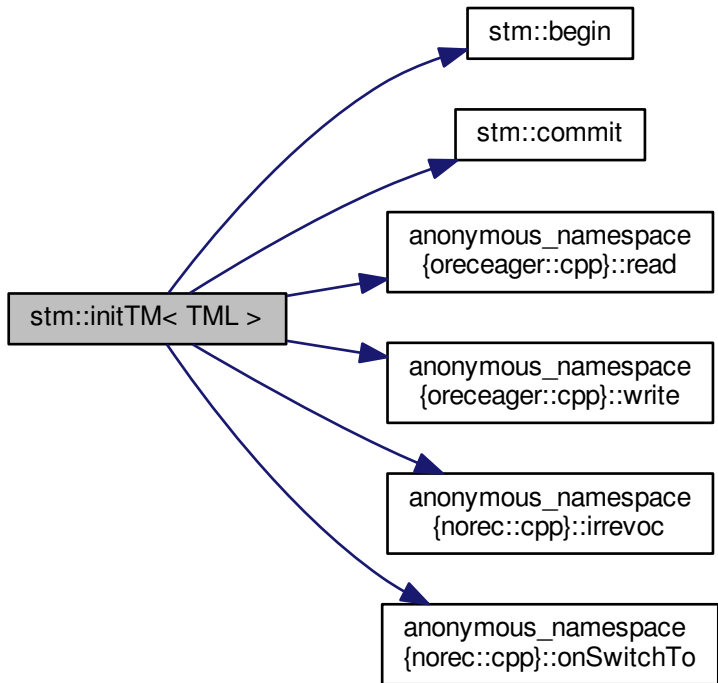 stm::begin
stm::commit
anonymous_namespace
{oreceager::cpp}::read
stm::initTM< TML >
anonymous_namespace
{oreceager::cpp}::write
anonymous_namespace
{norec::cpp}::irrevoc
anonymous_namespace
{norec::cpp}::onSwitchTo